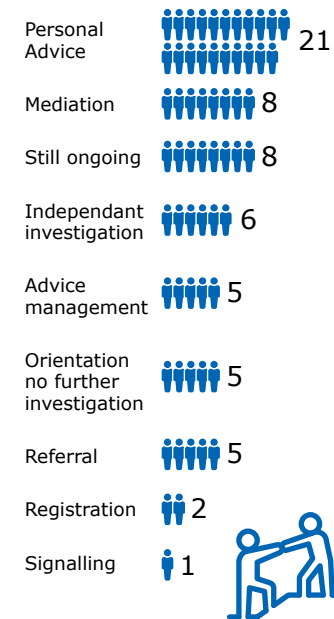 Personal
Advice
21
Mediation
8
Still ongoing
8
Independant
investigation
6
Advice
management
5
Orientation
no further
investigation
5
Referral
5
Registration
2
Signalling
1